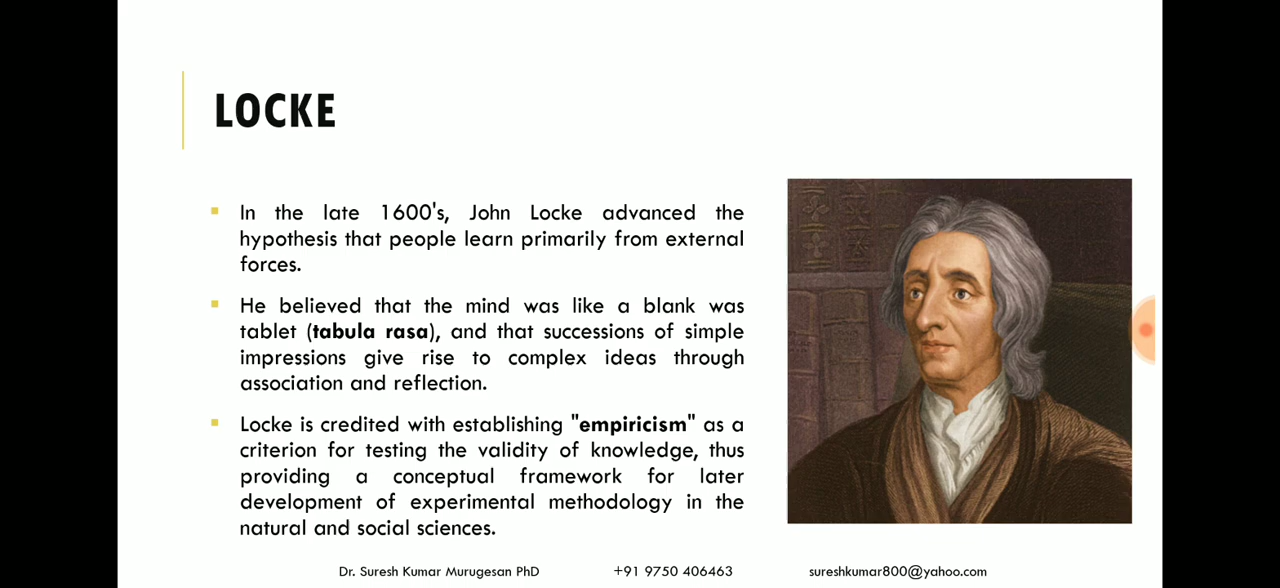 LOCKE
In the late 1600's, John Locke advanced the
hypothesis that people learn primarily from external
forces.
He believed that the mind was like a blank was
tablet (tabula rasa), and that successions of simple
impressions give rise to complex ideas through
association and reflection.
Locke is credited with establishing "empiricism" as a
criterion for testing the validity of knowledge, thus
providing a conceptual framework for later
development of experimental methodology in the
natural and social sciences.
Dr. Suresh Kumar Murugesan PhD +91 9750 406463 sureshkumar800@yahoo.com